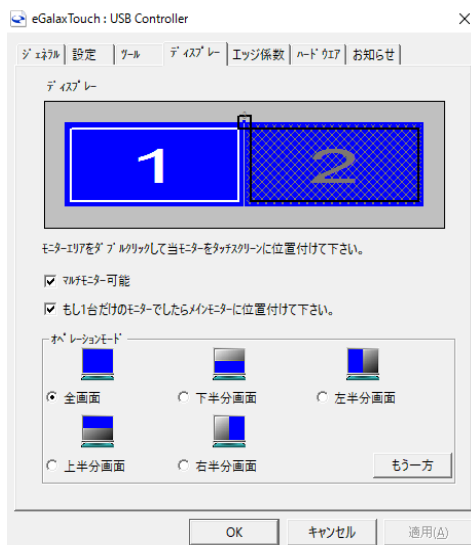 eGalaxTouch : USB Controller
ｼﾞｪﾈﾗﾙ 設定 ﾂｰﾙ ﾃﾞｨｽﾌﾟﾚｰ エッジ係数 ﾊｰﾄﾞｳｴｱ お知らせ
ﾃﾞｨｽﾌﾟﾚｰ
1 2
ﾓﾆﾀｰｴﾘｱをﾀﾞﾌﾞﾙｸﾘｯｸして当ﾓﾆﾀｰをﾀｯﾁｽｸﾘｰﾝに位置付けて下さい。
ﾏﾙﾁﾓﾆﾀｰ可能
もし1台だけのﾓﾆﾀｰでしたらﾒｲﾝﾓﾆﾀｰに位置付けて下さい。
ｵﾍﾟﾚｰｼｮﾝﾓｰﾄﾞ
全画面 下半分画面 左半分画面
上半分画面 右半分画面 もう一方
OK ｷｬﾝｾﾙ 適用(A)